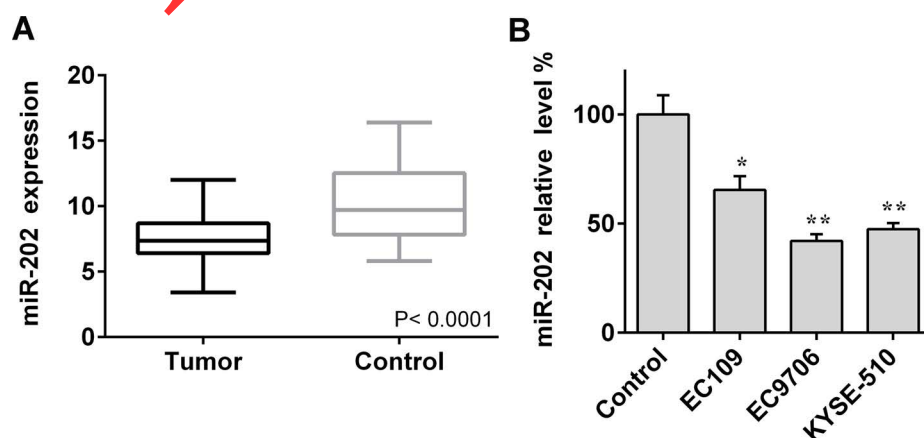 A
miR-202 expression
20
15
10
5
0
P< 0.0001
Tumor Control
B
miR-202 relative level %
100
50
0
*
**
**
Control
EC109
EC9706
KYSE-510